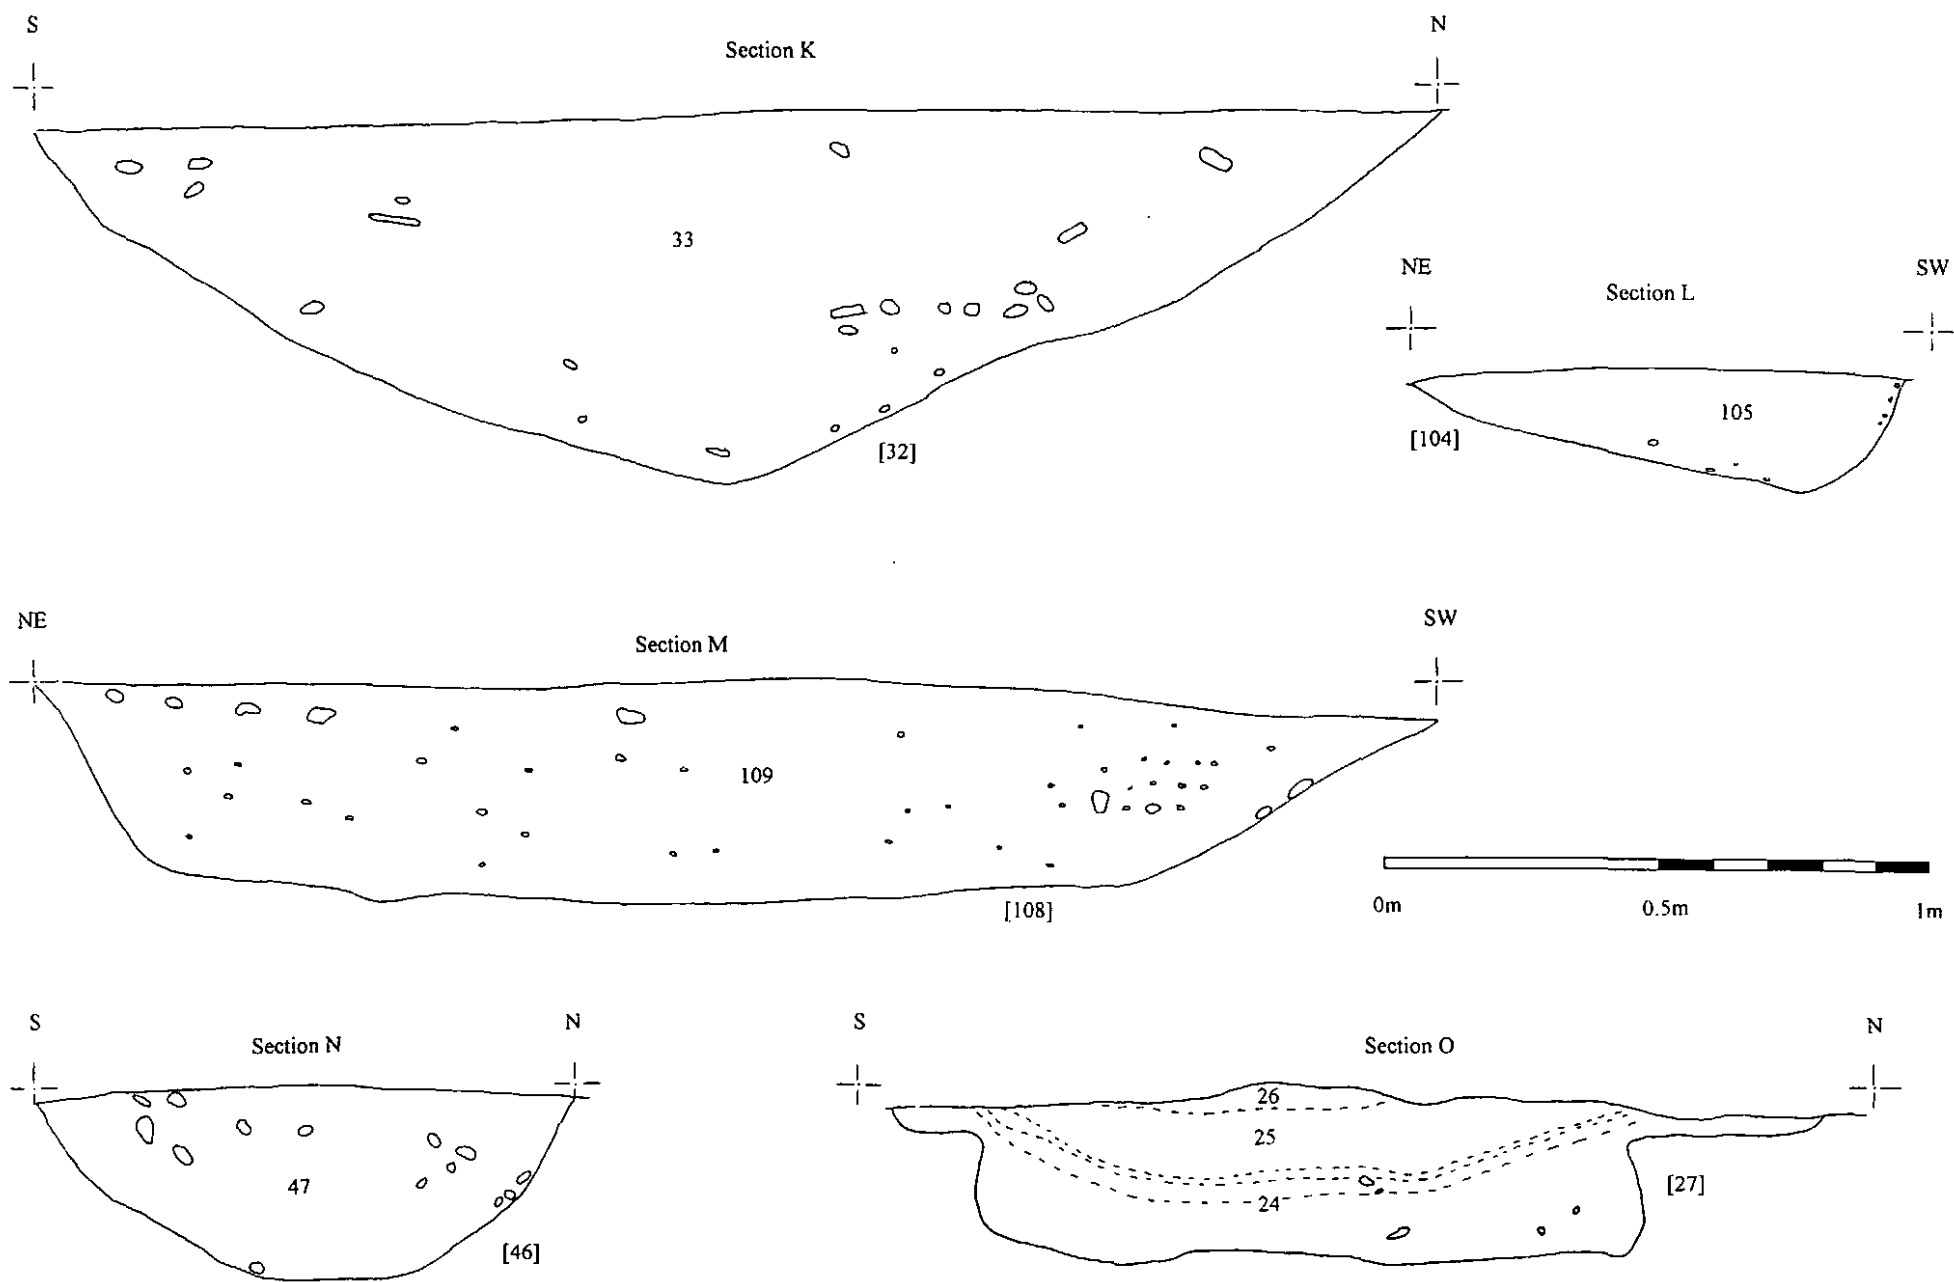 S
Section K
N
33
[32]
NE
Section L
SW
105
[104]
NE
Section M
SW
109
[108]
0m
0.5m
1m
S
Section N
N
47
[46]
S
Section O
N
26
25
24
[27]